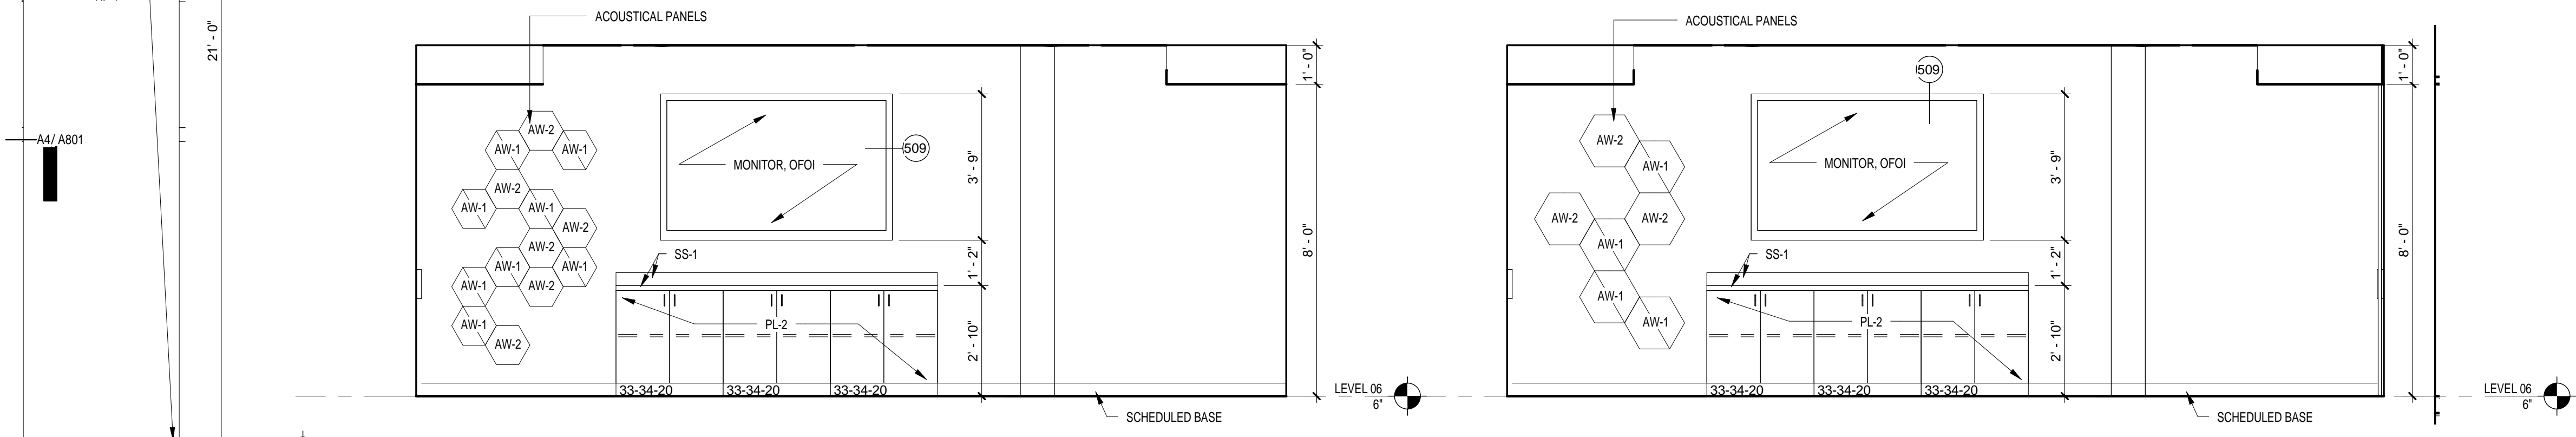 21' - 0"
A4/ A801
ACOUSTICAL PANELS
AW-2
AW-1
AW-1
AW-2
AW-1
AW-1
AW-2
AW-2
AW-1
AW-1
AW-1
AW-2
AW-1
AW-2
MONITOR, OFOI
509
SS-1
PL-2
33-34-20
33-34-20
33-34-20
3' - 9"
1' - 2"
2' - 10"
1' - 0"
8' - 0"
SCHEDULED BASE
LEVEL 06
6"
ACOUSTICAL PANELS
AW-2
AW-1
AW-2
AW-2
AW-1
AW-1
AW-1
MONITOR, OFOI
509
SS-1
PL-2
33-34-20
33-34-20
33-34-20
3' - 9"
1' - 2"
2' - 10"
1' - 0"
8' - 0"
SCHEDULED BASE
LEVEL 06
6"